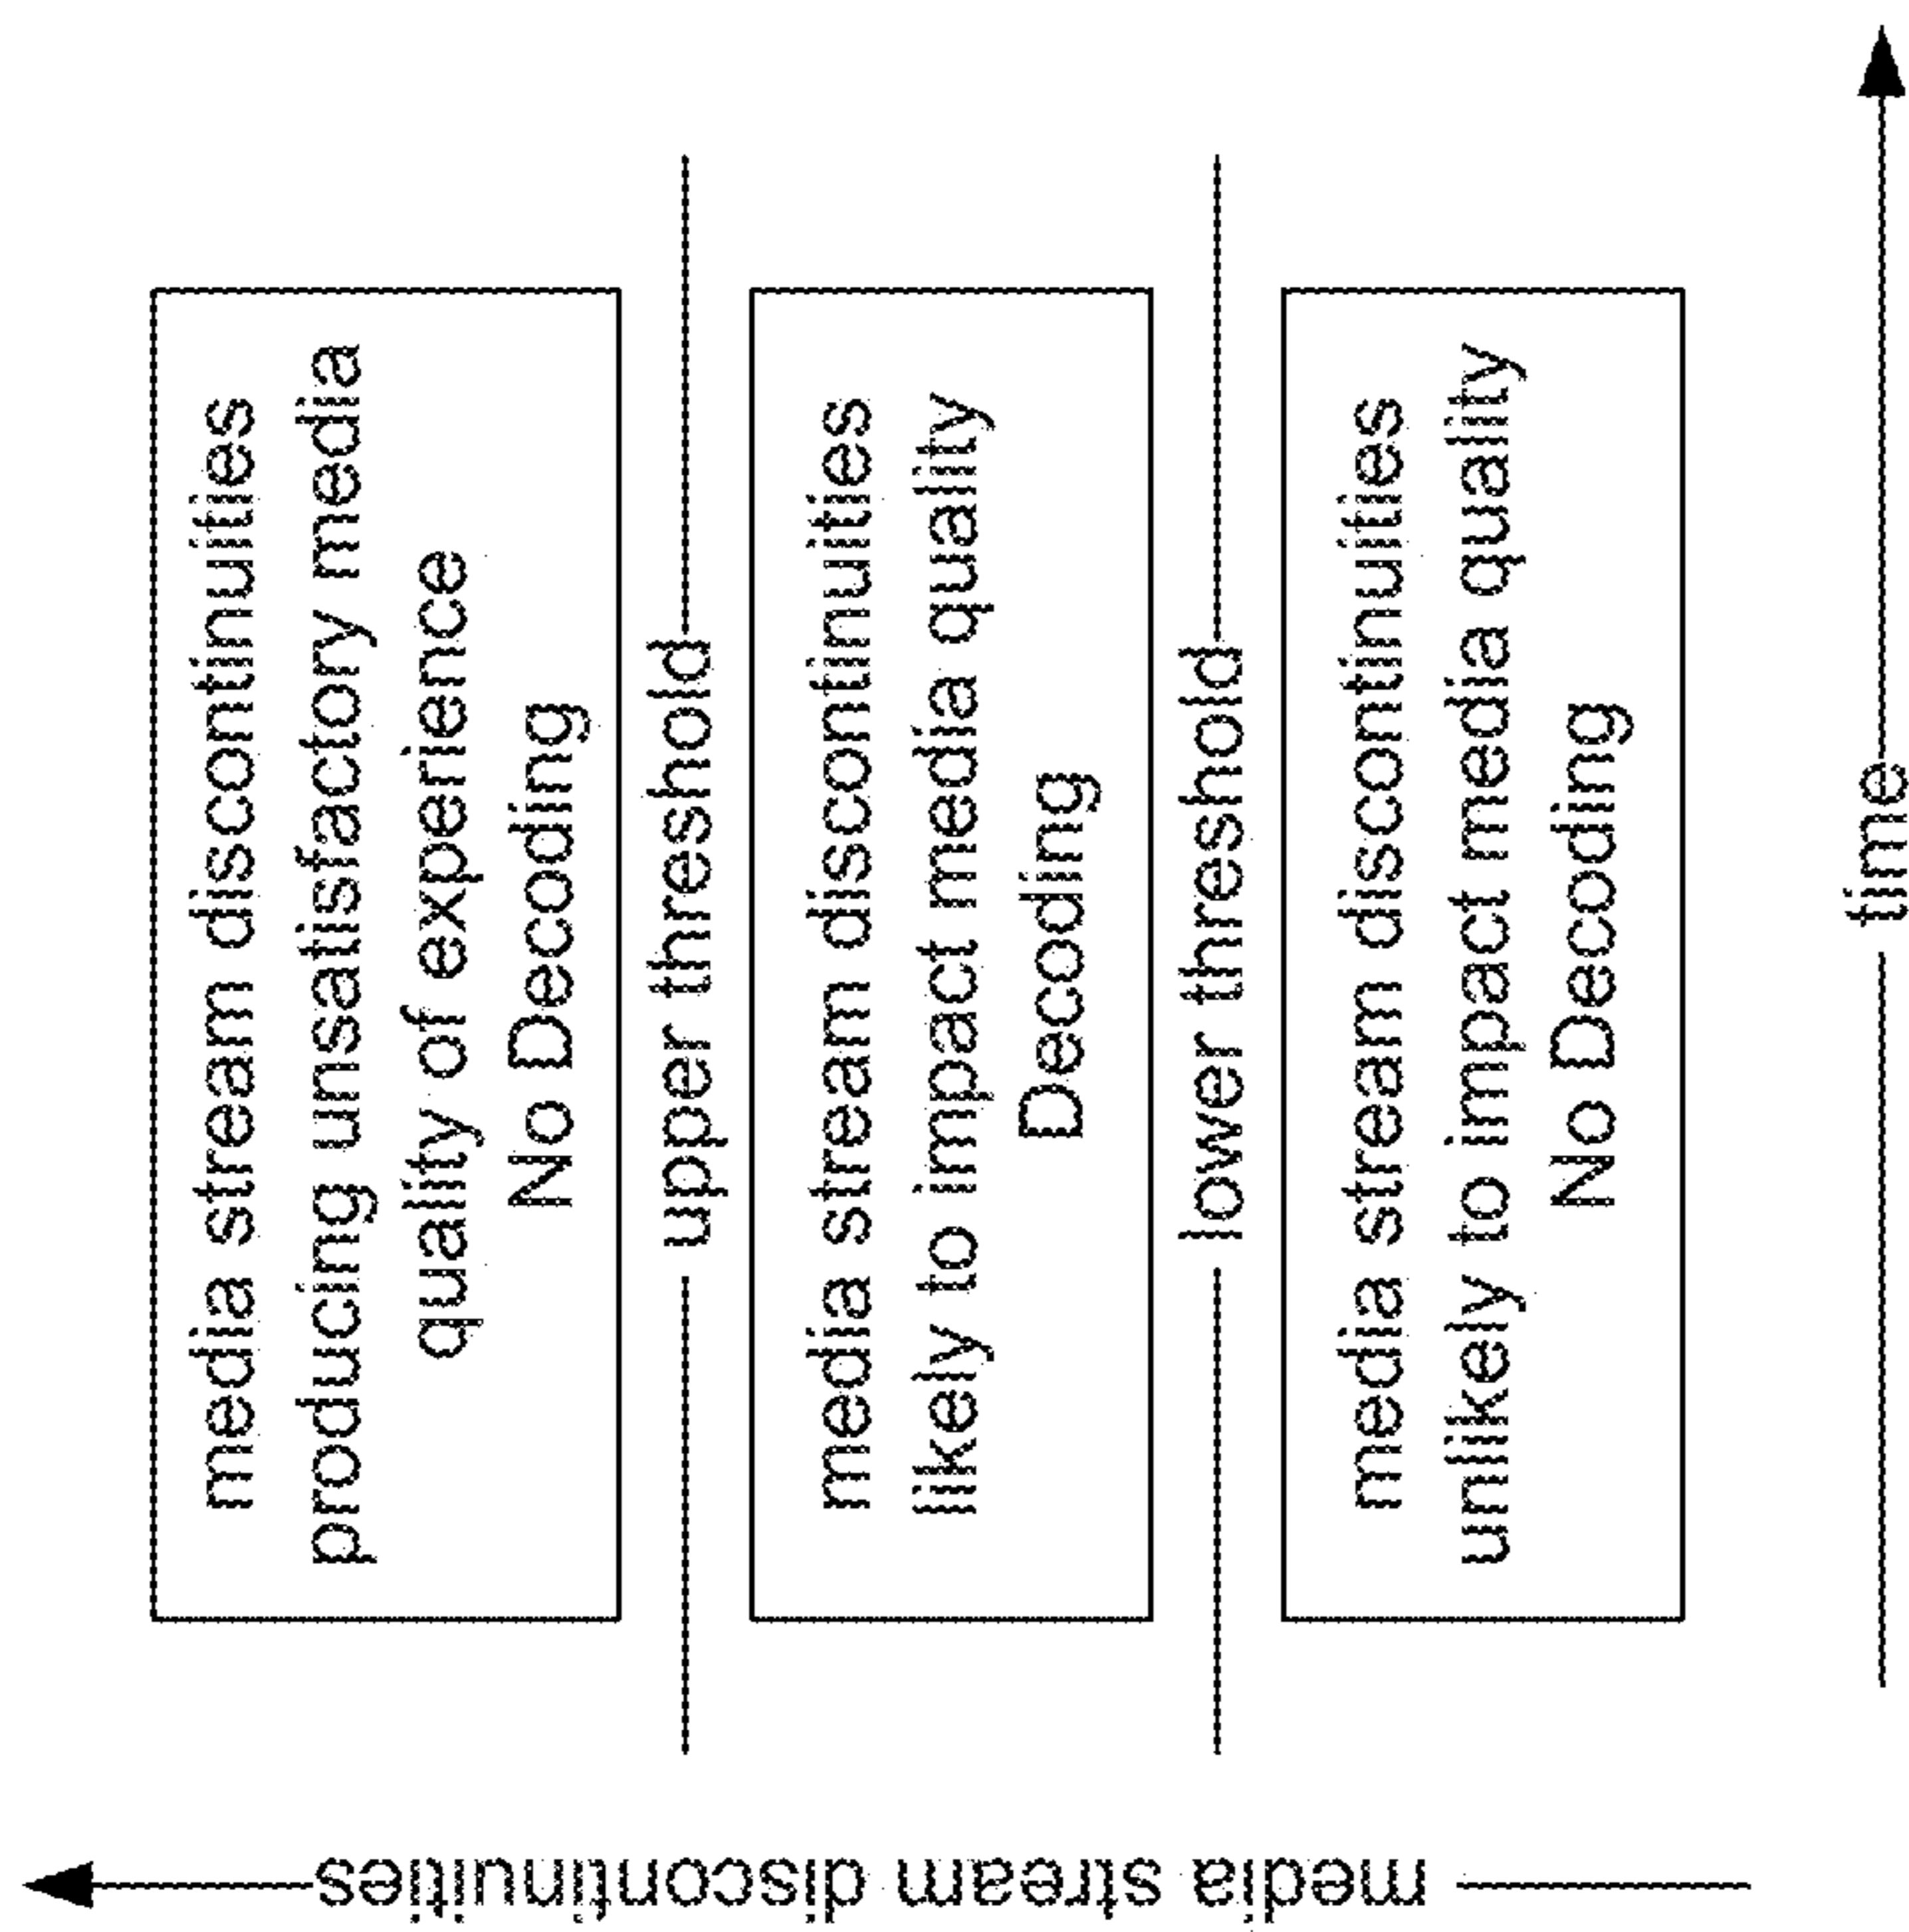 media stream discontinuities
media stream discontinuities
producing unsatisfactory media
quality of experience
No Decoding
upper threshold
media stream discontinuities
likely to impact media quality
Decoding
lower threshold
media stream discontinuities
unlikely to impact media quality
No Decoding
time